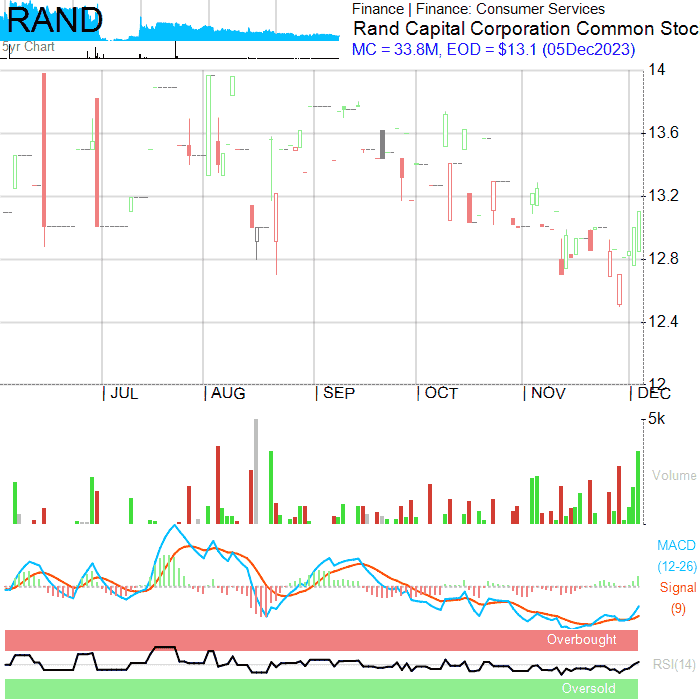 RAND
5yr Chart
Finance | Finance: Consumer Services
Rand Capital Corporation Common Stoc
MC = 33.8M, EOD = $13.1 (05Dec2023)
14
13.6
13.2
12.8
12.4
12
| JUL | AUG | SEP | OCT | NOV | DEC
5k
Volume
MACD
(12-26)
Signal
(9)
Overbought
RSI(14)
Oversold